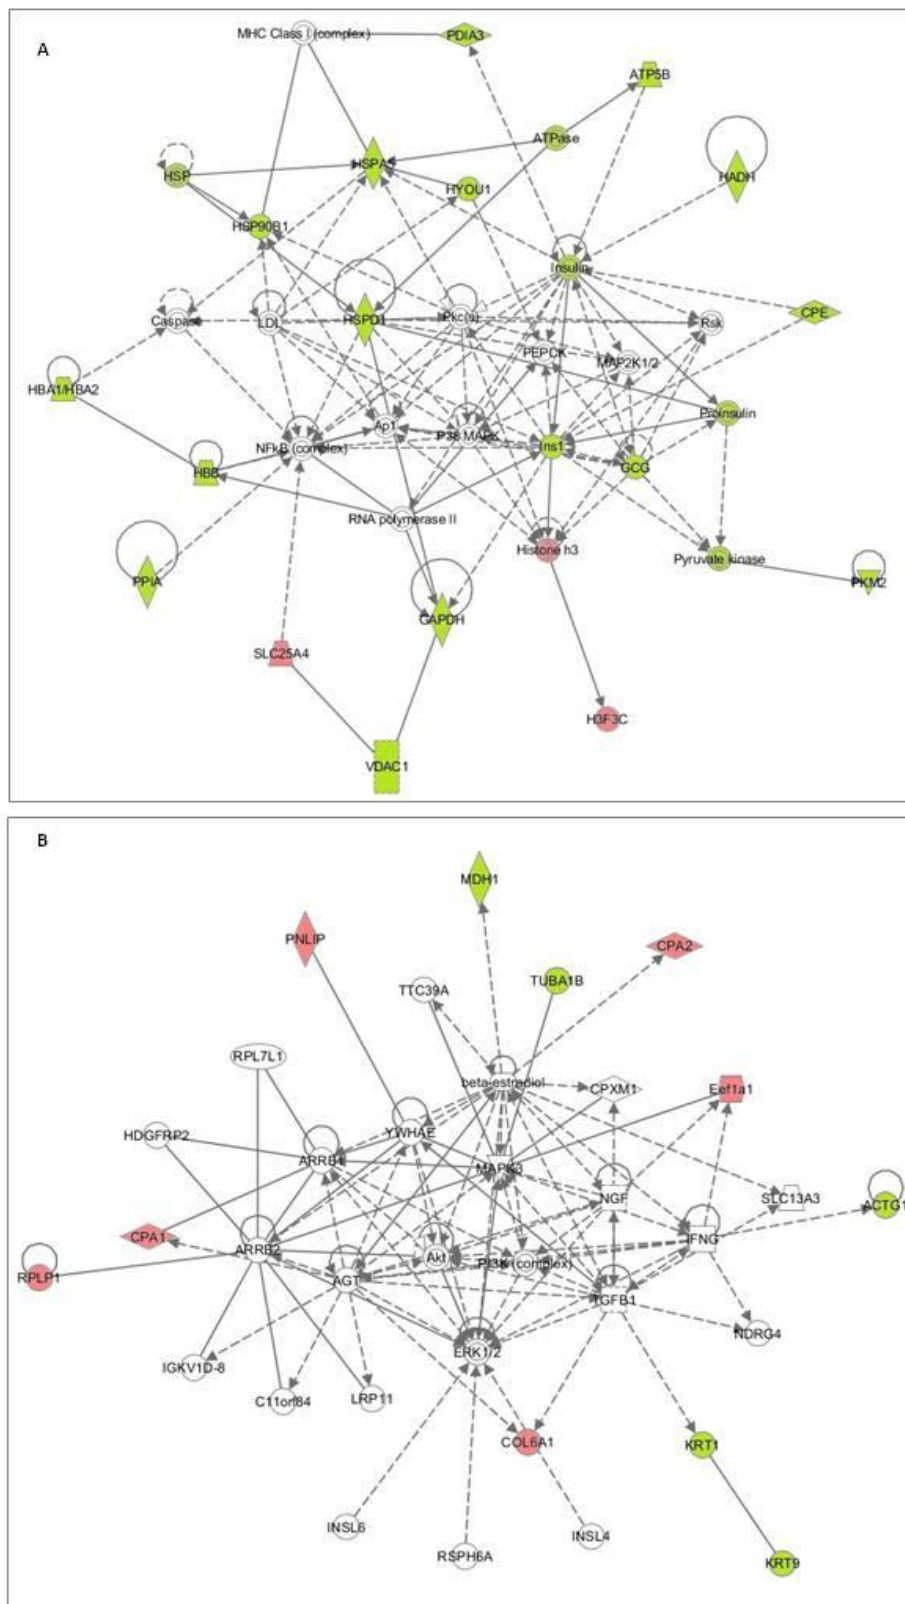 A
MHC Class I (complex)
PDIA3
ATP5B
ATPase
HSP
HSPA5
HYOU1
HADH
HSP90B1
Insulin
Caspase
LDL
HSPD1
Pkc(s)
Rsk
CPE
PEPCK
MAP2K1/2
HBA1/HBA2
Proinsulin
Ap1
P38 MAPK
NFkB (complex)
Ins1
GCG
HBB
RNA polymerase II
Histone h3
Pyruvate kinase
PPIA
PKM2
GAPDH
SLC25A4
H3F3C
VDAC1
B
MDH1
PNLIP
CPA2
TTC39A
TUBA1B
RPL7L1
beta-estradiol
CPXM1
Eef1a1
HDGFRP2
YWHAE
ARRB1
MAPK3
NGF
SLC13A3
ACTG1
CPA1
ARRB2
IFNG
RPLP1
AGT
Akt
PI3K (complex)
TGFB1
NDRG4
ERK1/2
IGKV1D-8
C11orf84
LRP11
COL6A1
KRT1
INSL6
RSPH6A
INSL4
KRT9